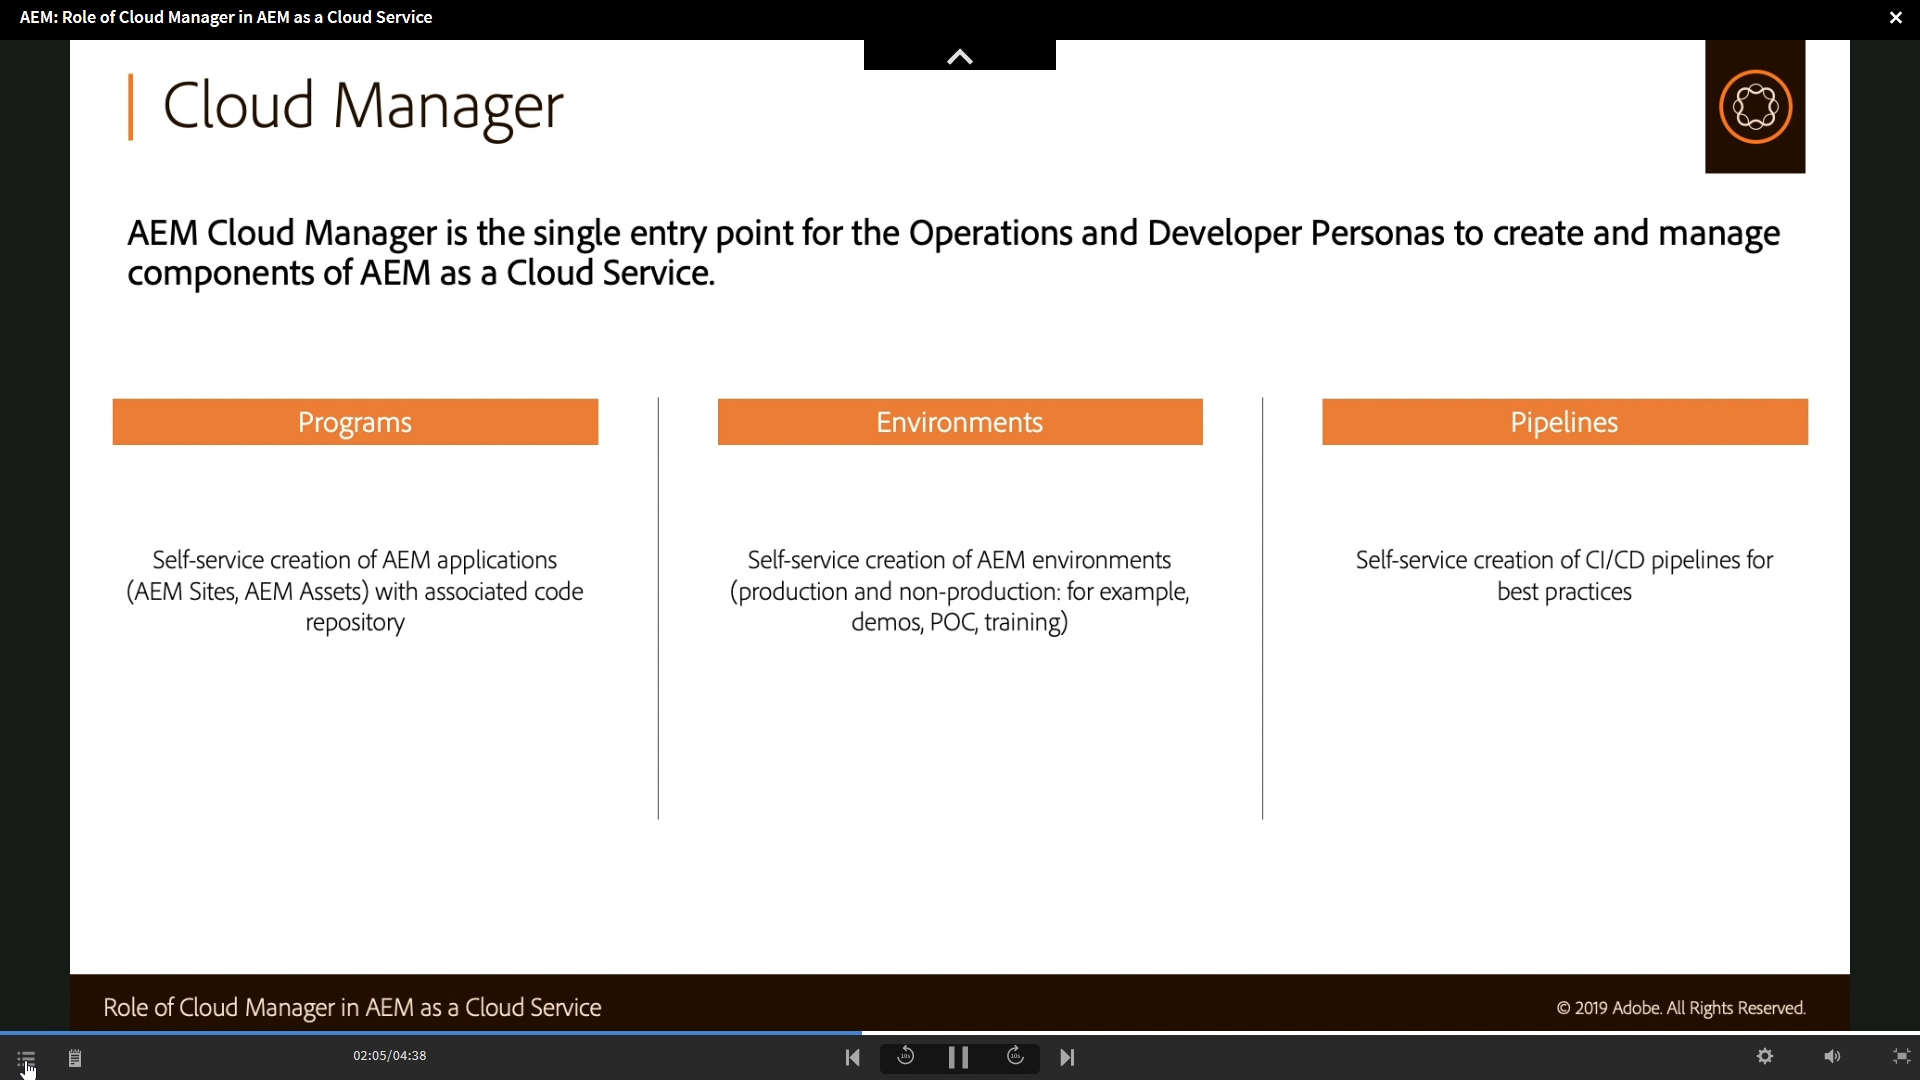 AEM: Role of Cloud Manager in AEM as a Cloud Service
Cloud Manager
AEM Cloud Manager is the single entry point for the Operations and Developer Personas to create and manage
components of AEM as a Cloud Service.
Programs
Self-service creation of AEM applications
(AEM Sites, AEM Assets) with associated code
repository
Environments
Self-service creation of AEM environments
(production and non-production: for example,
demos, POC, training)
Pipelines
Self-service creation of CI/CD pipelines for
best practices
Role of Cloud Manager in AEM as a Cloud Service
© 2019 Adobe. All Rights Reserved.
02:05/04:38
10s
10s